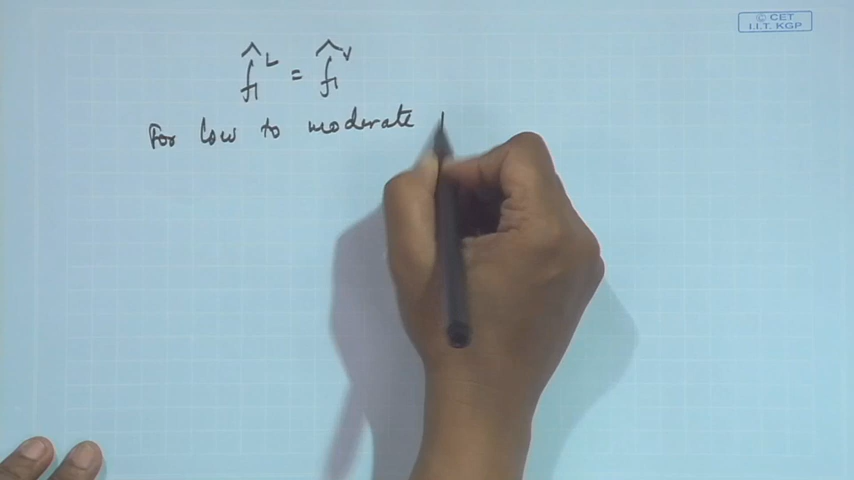 © CET
I.I.T. KGP
f̂₁ᴸ = f̂₁ⱽ
For low to moderate